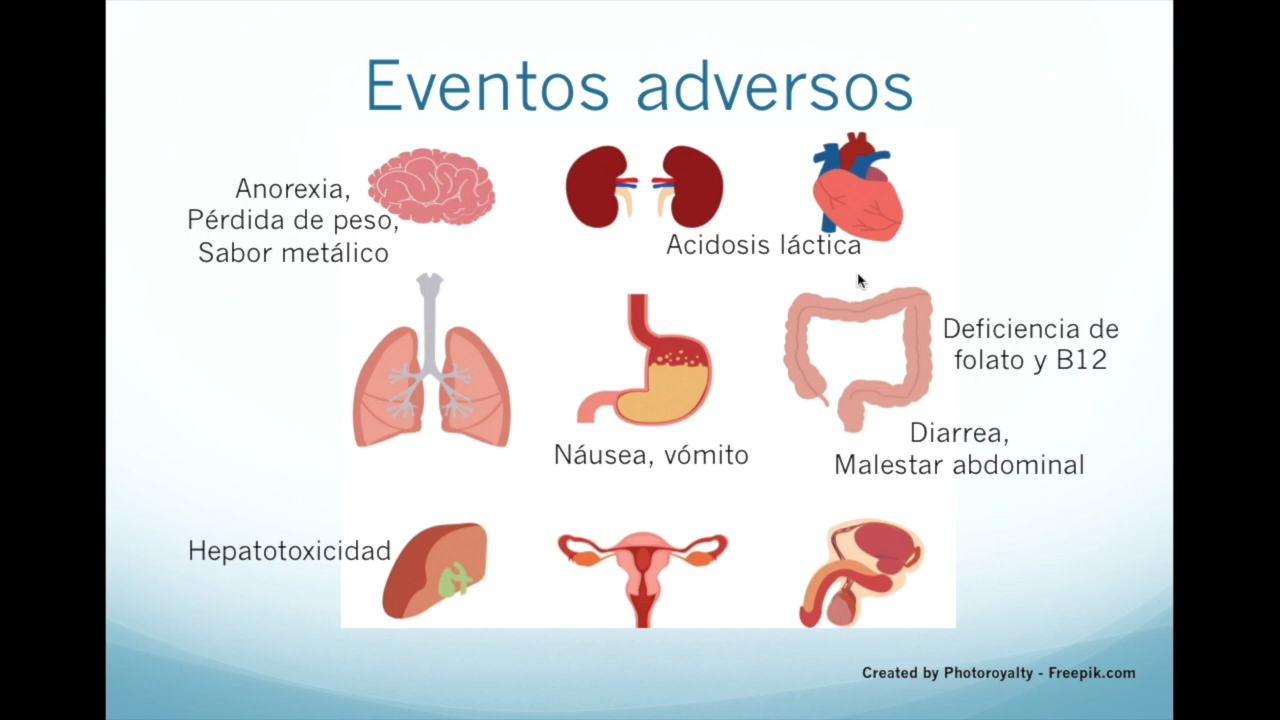 Eventos adversos
Anorexia,
Pérdida de peso,
Sabor metálico
Acidosis láctica
Deficiencia de
folato y B12
Náusea, vómito
Diarrea,
Malestar abdominal
Hepatotoxicidad
Created by Photoroyalty - Freepik.com